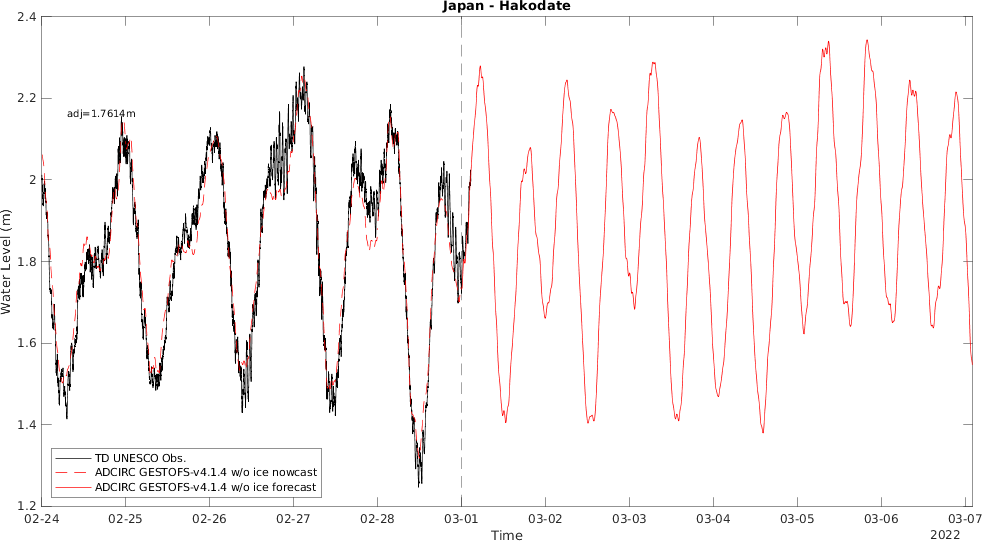 Japan - Hakodate
2.4
2.2
2
1.8
1.6
1.4
1.2
Water Level (m)
adj=1.7614m
TD UNESCO Obs.
ADCIRC GESTOFS-v4.1.4 w/o ice nowcast
ADCIRC GESTOFS-v4.1.4 w/o ice forecast
02-24 02-25 02-26 02-27 02-28 03-01 03-02 03-03 03-04 03-05 03-06 03-07
Time
2022